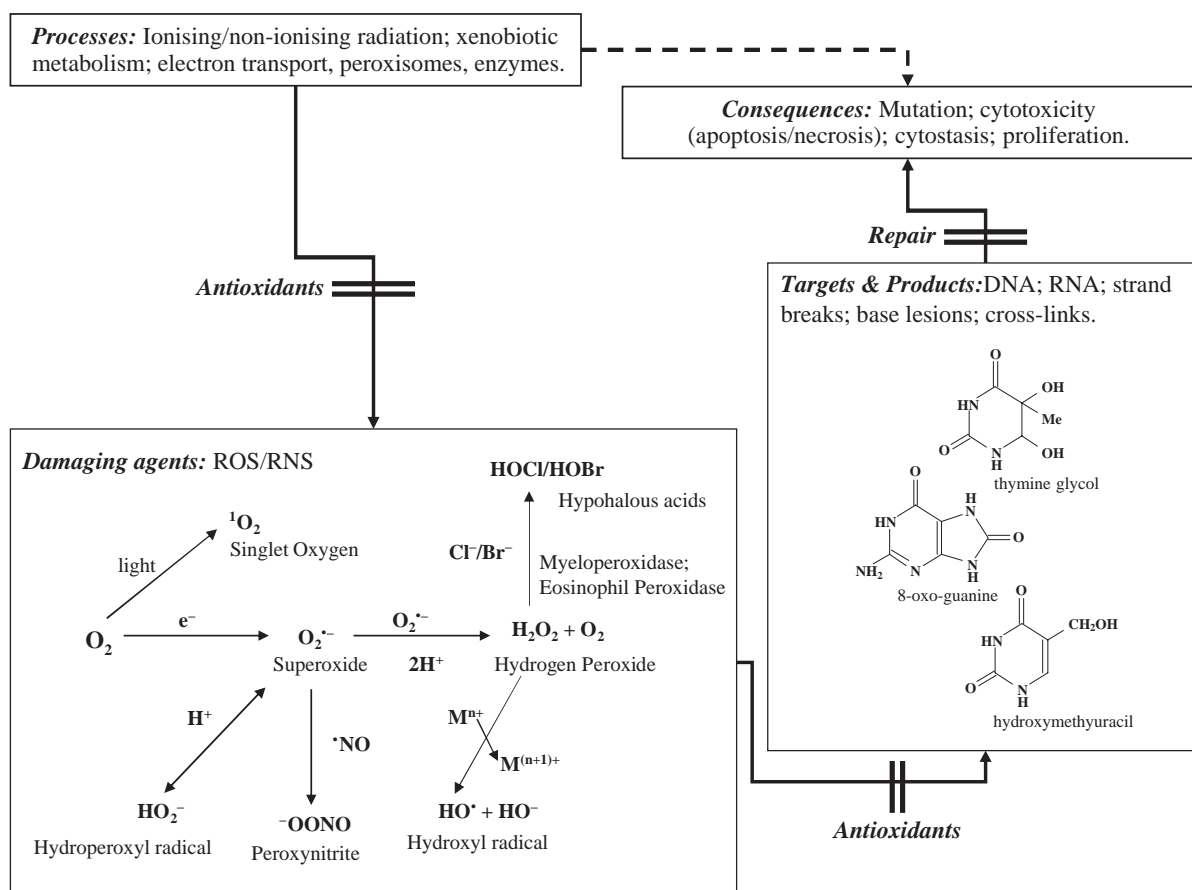 Processes: Ionising/non-ionising radiation; xenobiotic
metabolism; electron transport, peroxisomes, enzymes.
Consequences: Mutation; cytotoxicity
(apoptosis/necrosis); cytostasis; proliferation.
Repair
Antioxidants
Targets & Products:DNA; RNA; strand
breaks; base lesions; cross-links.
O
HN
OH
Me
O
N
H
OH
thymine glycol
O
HN
H
N
O
NH₂
N
N
H
8-oxo-guanine
O
HN
CH₂OH
O
N
H
hydroxymethyuracil
Damaging agents: ROS/RNS
HOCl/HOBr
Hypohalous acids
¹O₂
Singlet Oxygen
light
Cl⁻/Br⁻
Myeloperoxidase;
Eosinophil Peroxidase
O₂
e⁻
O₂•⁻
Superoxide
O₂•⁻
2H⁺
H₂O₂ + O₂
Hydrogen Peroxide
H⁺
•NO
Mⁿ⁺
M⁽ⁿ⁺¹⁾⁺
HO₂⁻
Hydroperoxyl radical
⁻OONO
Peroxynitrite
HO• + HO⁻
Hydroxyl radical
Antioxidants